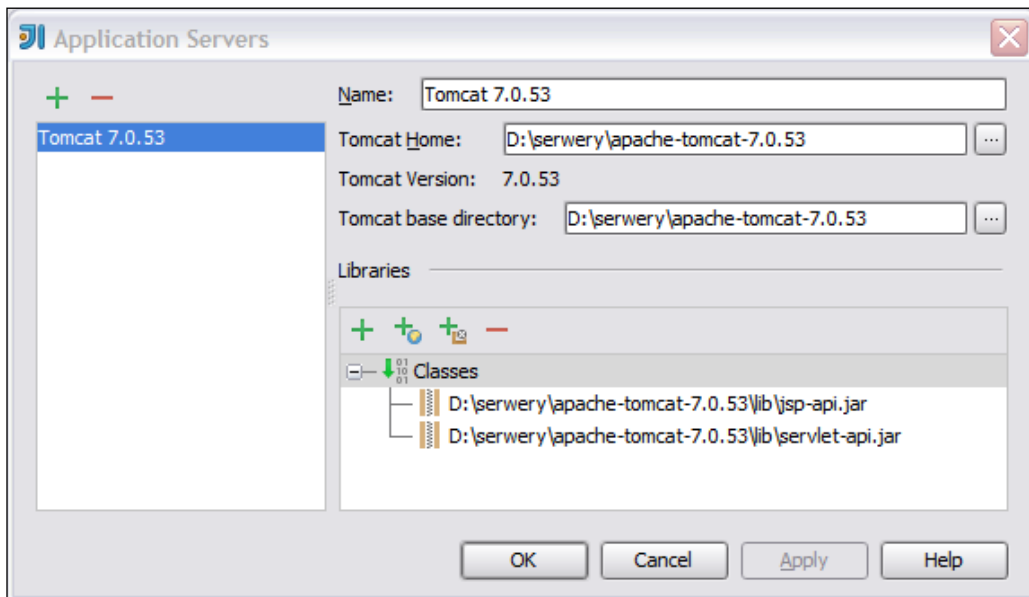 Application Servers
Name: Tomcat 7.0.53
Tomcat 7.0.53
Tomcat Home: D:\serwery\apache-tomcat-7.0.53 ...
Tomcat Version: 7.0.53
Tomcat base directory: D:\serwery\apache-tomcat-7.0.53 ...
Libraries
Classes
D:\serwery\apache-tomcat-7.0.53\lib\jsp-api.jar
D:\serwery\apache-tomcat-7.0.53\lib\servlet-api.jar
OK Cancel Apply Help